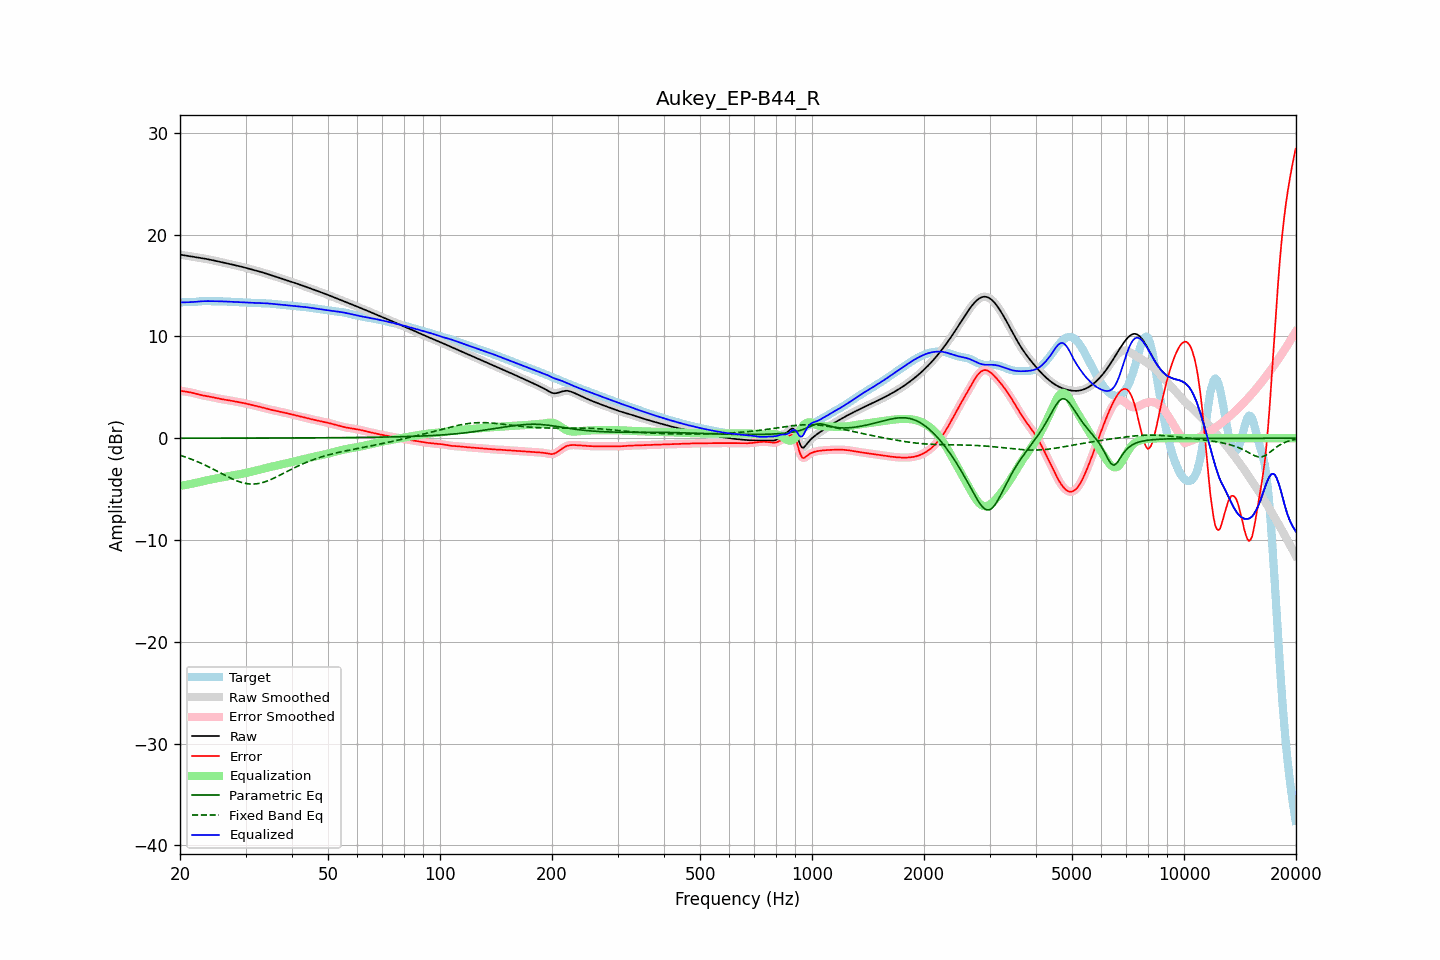 Aukey_EP-B44_R
30
20
10
0
−10
−20
−30
−40
Amplitude (dBr)
Target
Raw Smoothed
Error Smoothed
Raw
Error
Equalization
Parametric Eq
Fixed Band Eq
Equalized
20 50 100 200 500 1000 2000 5000 10000 20000
Frequency (Hz)